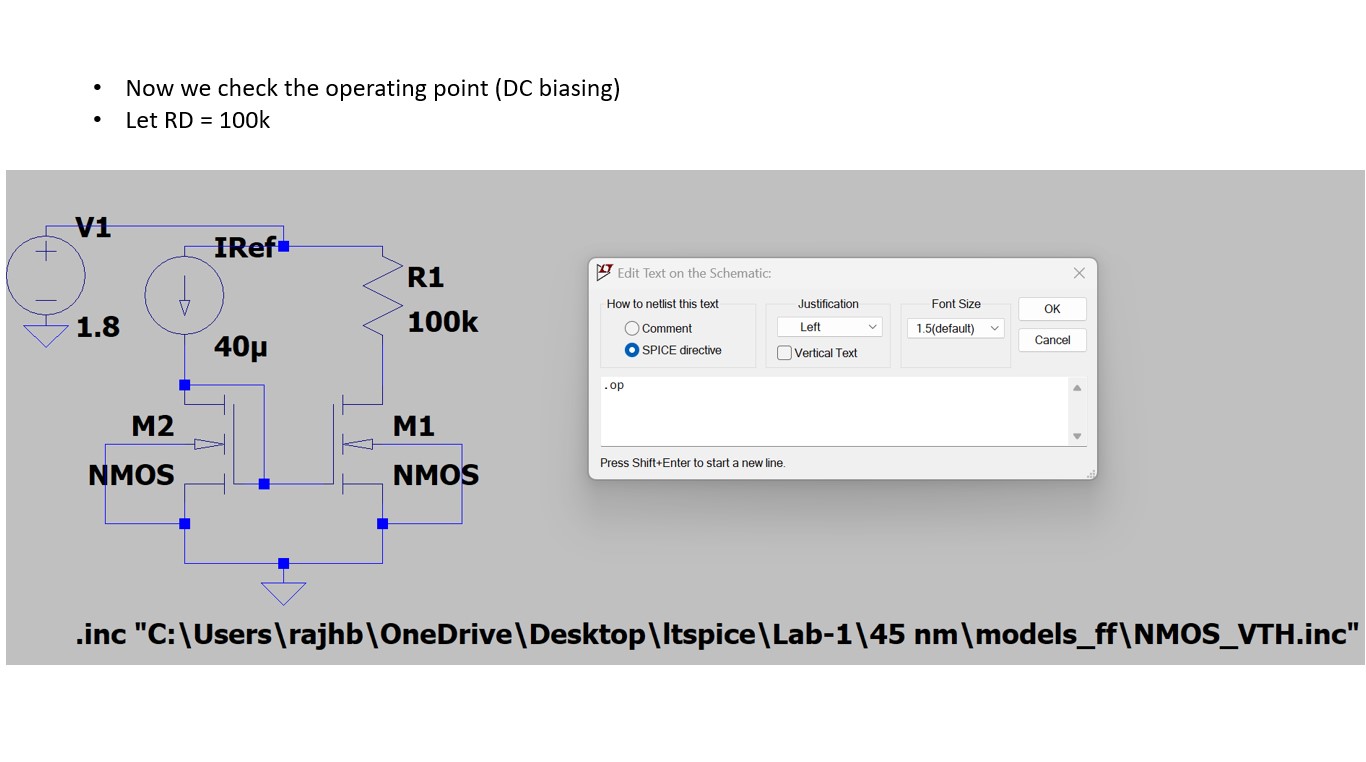 • Now we check the operating point (DC biasing)
• Let RD = 100k
V1
IRef
R1
1.8
100k
40µ
M2
M1
NMOS
NMOS
Edit Text on the Schematic:
How to netlist this text
Justification
Font Size
OK
Comment
Left
1.5(default)
SPICE directive
Vertical Text
Cancel
.op
Press Shift+Enter to start a new line.
.inc "C:\Users\rajhb\OneDrive\Desktop\ltspice\Lab-1\45 nm\models_ff\NMOS_VTH.inc"